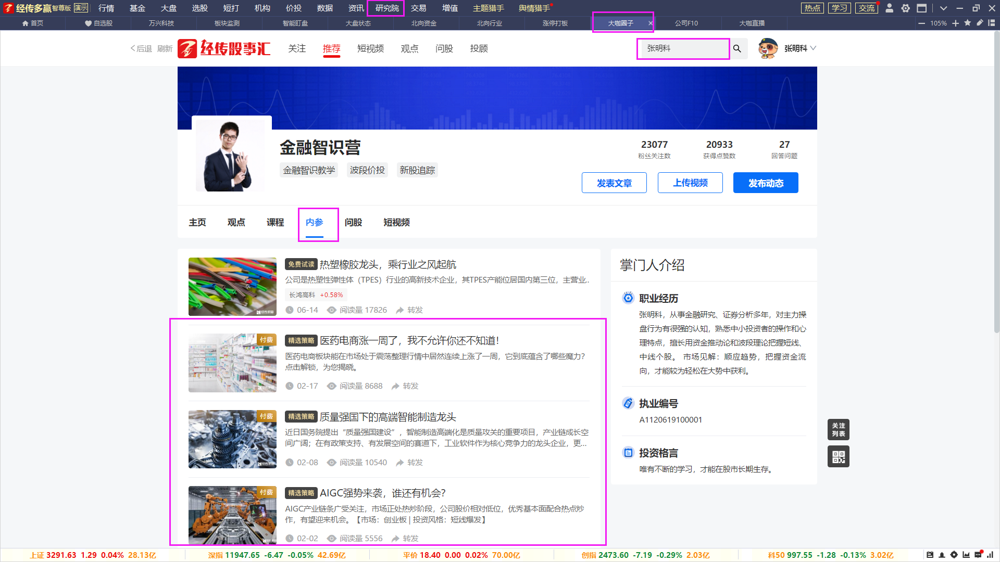 经传多赢 智尊版 演示 行情 基金 大盘 选股 短打 机构 价投 数据 资讯 研究院 交易 增值 主题猎手 舆情猎手 热点 学习 交流
首页 自选股 万兴科技 板块监测 智能盯盘 大盘状态 北向资金 北向行业 涨停打板 大咖圈子 × 公司F10 大咖直播 105%
后退 刷新 经传股事汇 关注 推荐 短视频 观点 问股 投顾 张明科 张明科
金融智识营
金融智识教学 波段价投 新股追踪
23077 20933 27
粉丝关注数 获得点赞数 回答问题
发表文章 上传视频 发布动态
主页 观点 课程 内参 问股 短视频
免费试读 热塑橡胶龙头，乘行业之风起航
公司是热塑性弹性体（TPES）行业的高新技术企业，其TPES产能位居国内第三位，主营业..
长鸿高科 +0.58%
06-14 阅读量 17826 转发
经传多赢
付费
精选策略 医药电商涨一周了，我不允许你还不知道！
医药电商板块能在市场处于震荡整理行情中居然连续上涨了一周，它到底蕴含了哪些魔力？
点击解锁，为您揭晓。
02-17 阅读量 8688 转发
付费
精选策略 质量强国下的高端智能制造龙头
近日国务院提出“质量强国建设”，智能制造高端化是质量攻关的重要项目，产业链成长空
间广阔；在有政策支持、有发展空间的赛道下，工业软件作为核心竞争力的龙头企业，更...
02-08 阅读量 10540 转发
经传多赢
付费
精选策略 AIGC强势来袭，谁还有机会？
AIGC产业链条广受关注，市场正处热炒阶段，公司股价相对低位，优秀基本面配合热点炒
作，有望迎来机会。【市场：创业板 | 投资风格：短线爆发】
02-02 阅读量 5556 转发
掌门人介绍
职业经历
张明科，从事金融研究、证券分析多年，对主力操
盘行为有很强的认知，熟悉中小投资者的操作和心
理特点，擅长用资金推动论和波段理论把握短线、
中线个股。 市场见解：顺应趋势，把握资金流
向，才能较为轻松在大势中获利。
执业编号
A1120619100001
投资格言
唯有不断的学习，才能在股市长期生存。
关注
列表
上证 3291.63 1.29 0.04% 28.13亿 深指 11947.65 -6.47 -0.05% 42.69亿 平价 18.40 0.00 0.02% 70.00亿 创指 2473.60 -7.19 -0.29% 2.03亿 科50 997.55 -1.28 -0.13% 3.02亿